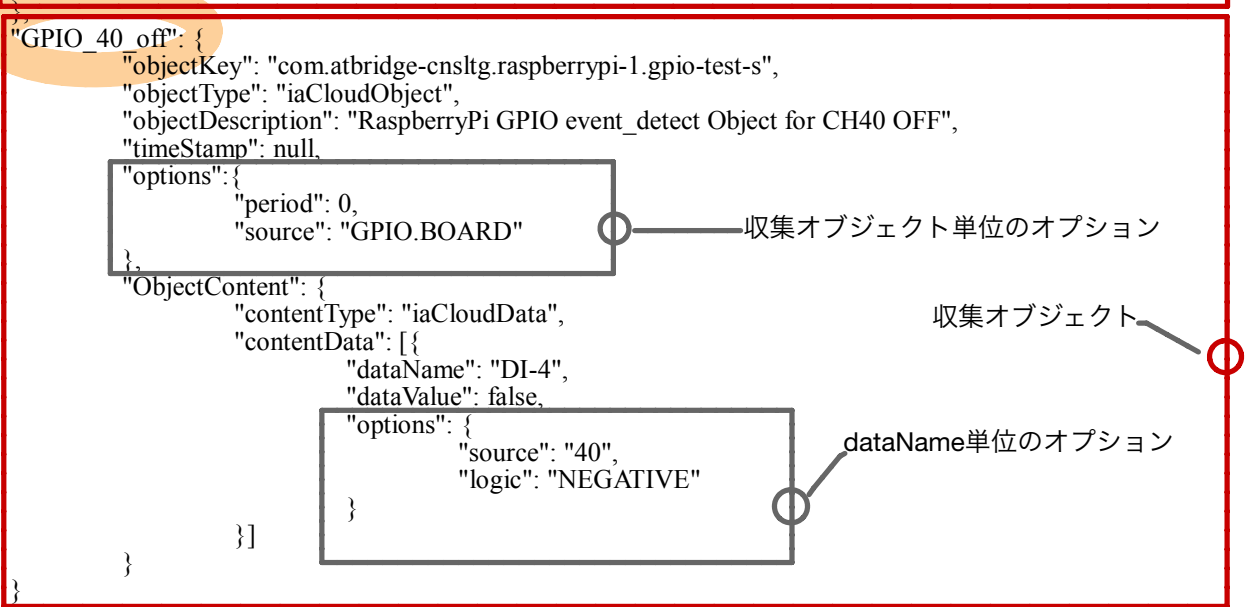 },
"GPIO_40_off": {
"objectKey": "com.atbridge-cnsltg.raspberrypi-1.gpio-test-s",
"objectType": "iaCloudObject",
"objectDescription": "RaspberryPi GPIO event_detect Object for CH40 OFF",
"timeStamp": null,
"options":{
"period": 0,
"source": "GPIO.BOARD"
収集オブジェクト単位のオプション
},
"ObjectContent": {
"contentType": "iaCloudData",
収集オブジェクト
"contentData": [{
"dataName": "DI-4",
"dataValue": false,
"options": {
dataName単位のオプション
"source": "40",
"logic": "NEGATIVE"
}
}]
}
}